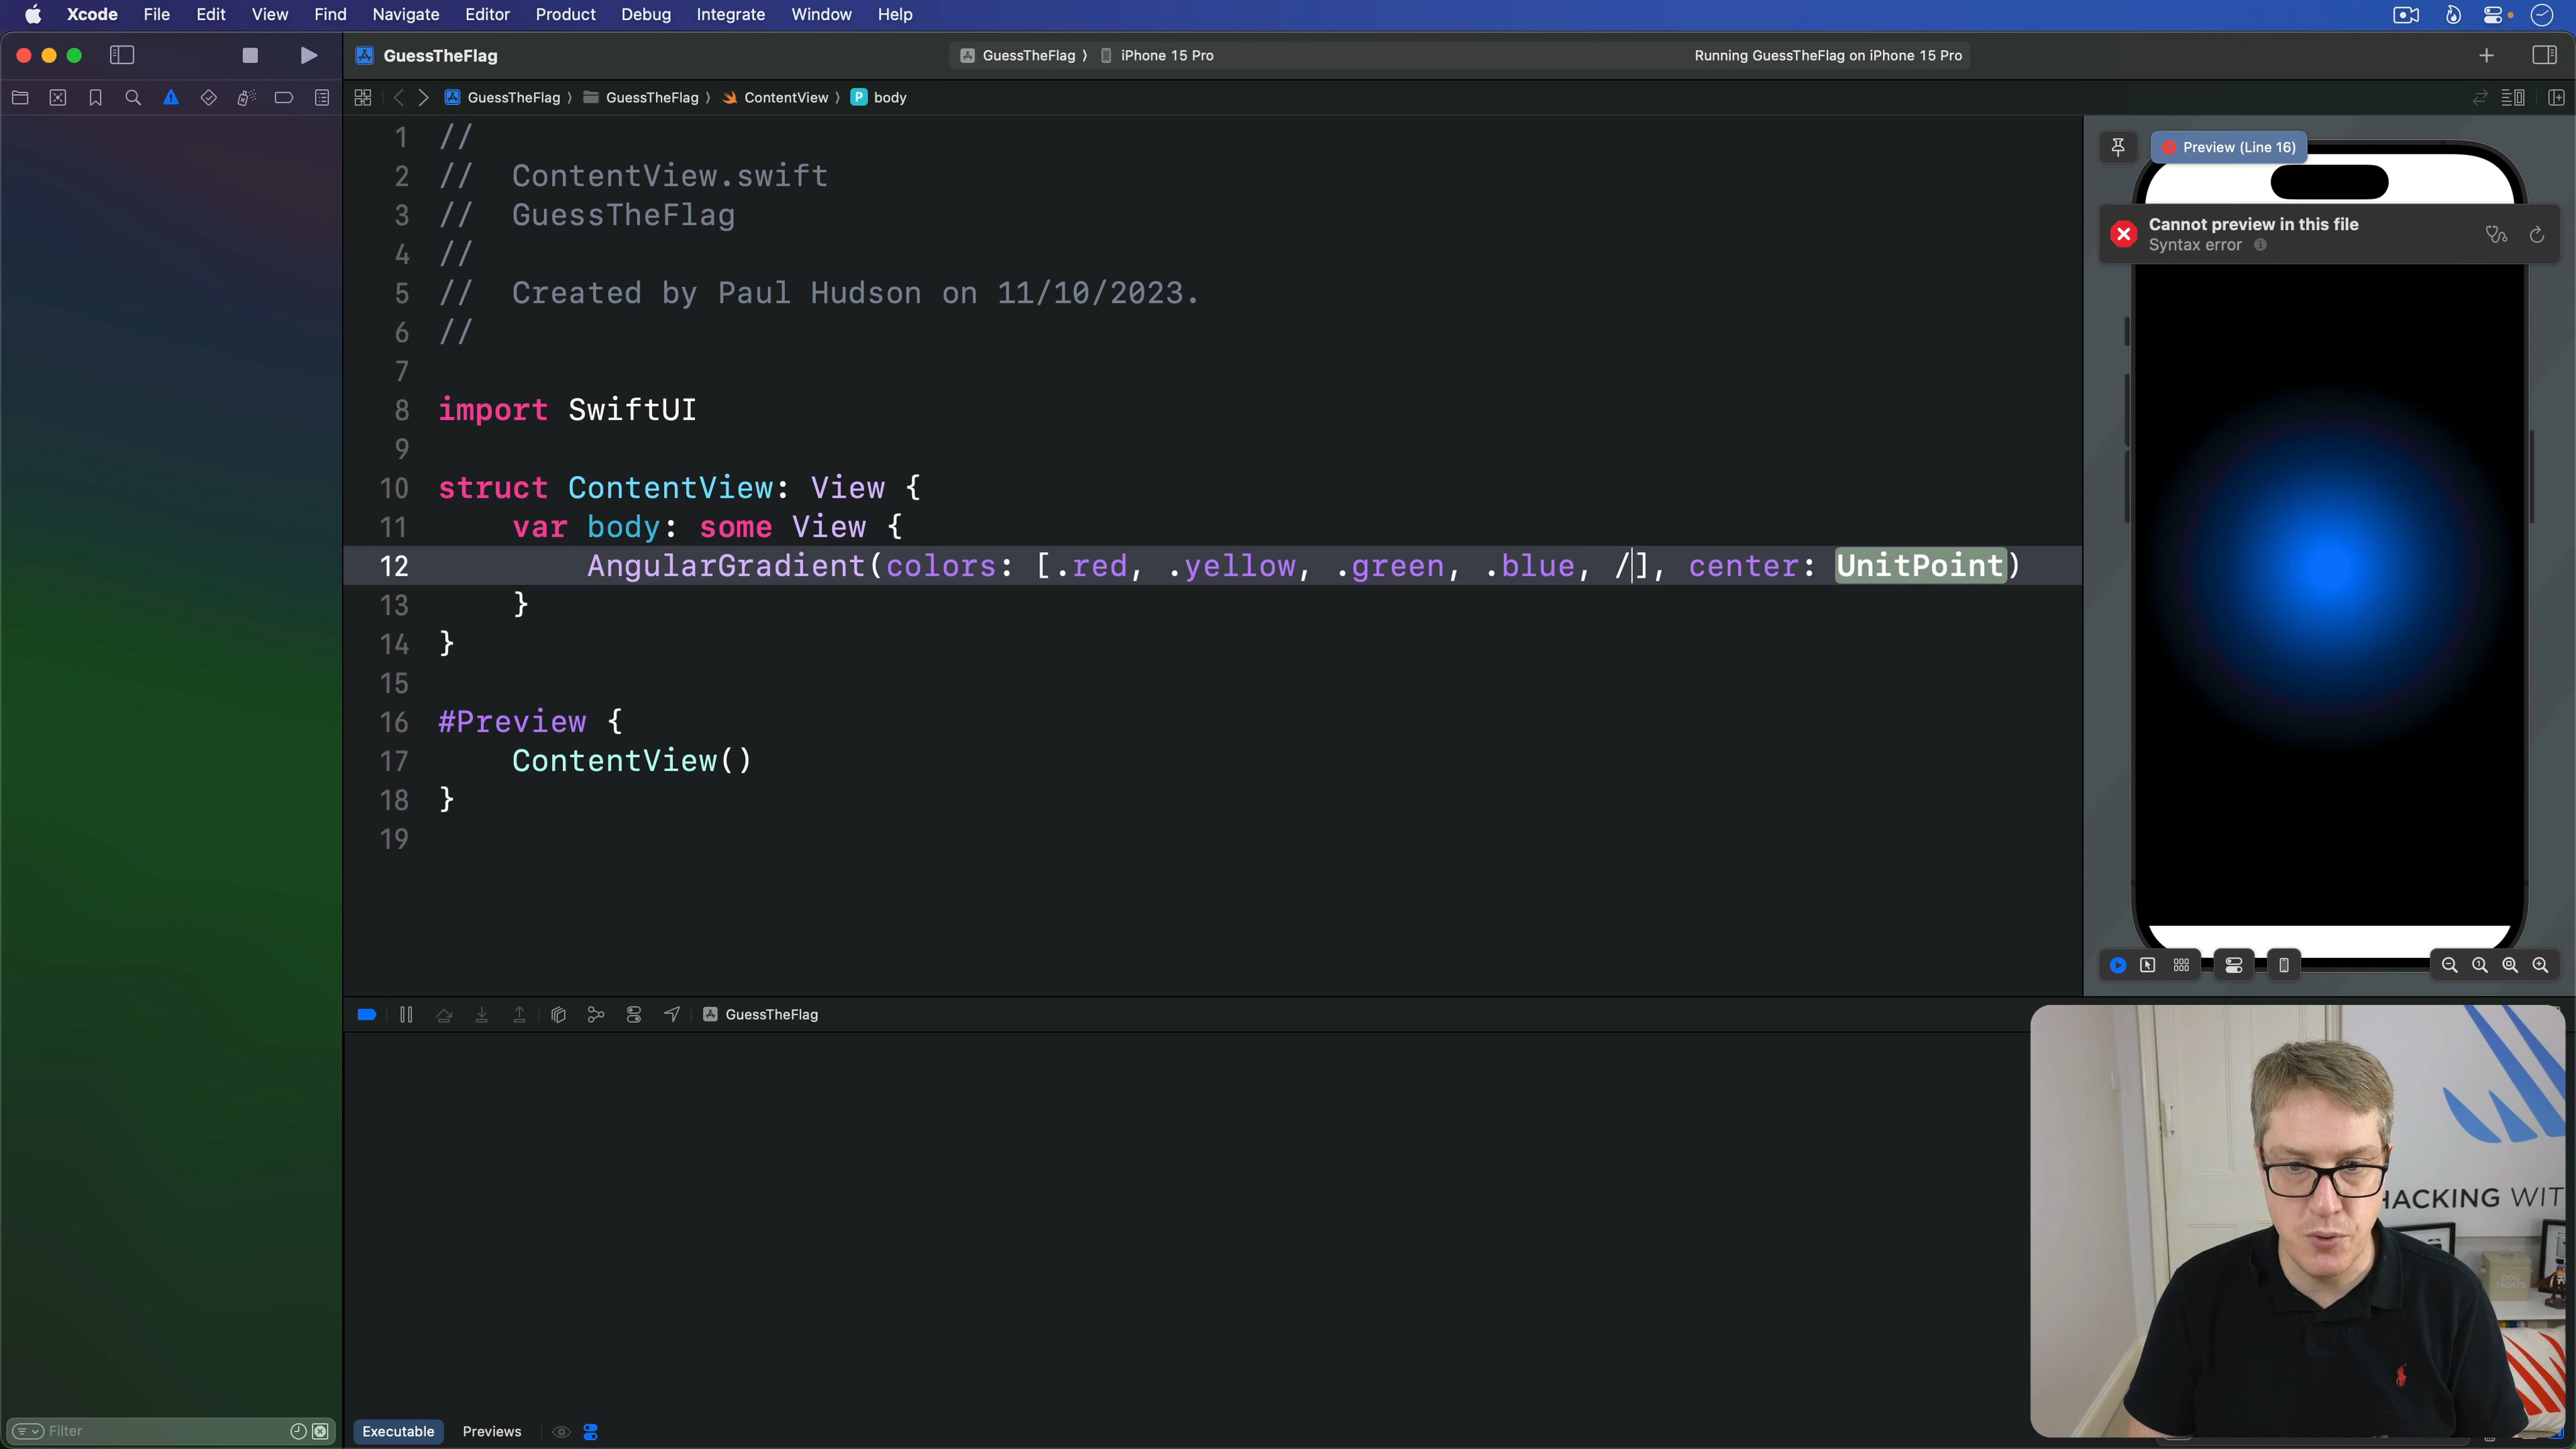 Xcode File Edit View Find Navigate Editor Product Debug Integrate Window Help
GuessTheFlag
GuessTheFlag ⟩ iPhone 15 Pro
Running GuessTheFlag on iPhone 15 Pro
GuessTheFlag ⟩ GuessTheFlag ⟩ ContentView ⟩ P body
1 //
2 //  ContentView.swift
3 //  GuessTheFlag
4 //
5 //  Created by Paul Hudson on 11/10/2023.
6 //
7
8 import SwiftUI
9
10 struct ContentView: View {
11     var body: some View {
12         AngularGradient(colors: [.red, .yellow, .green, .blue, /], center: UnitPoint)
13     }
14 }
15
16 #Preview {
17     ContentView()
18 }
19
Preview (Line 16)
Cannot preview in this file
Syntax error
GuessTheFlag
HACKING WIT
DOG TREATS
Filter
Executable Previews